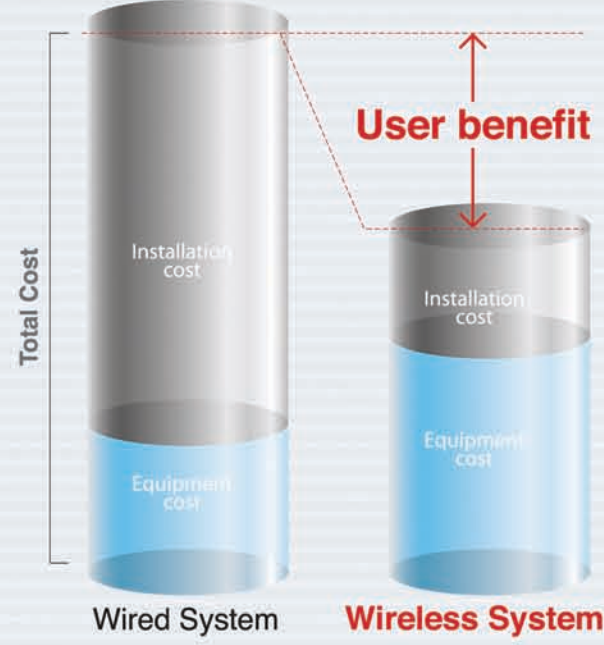 User benefit
Total Cost
Installation
cost
Installation
cost
Equipment
cost
Equipment
cost
Wired System
Wireless System